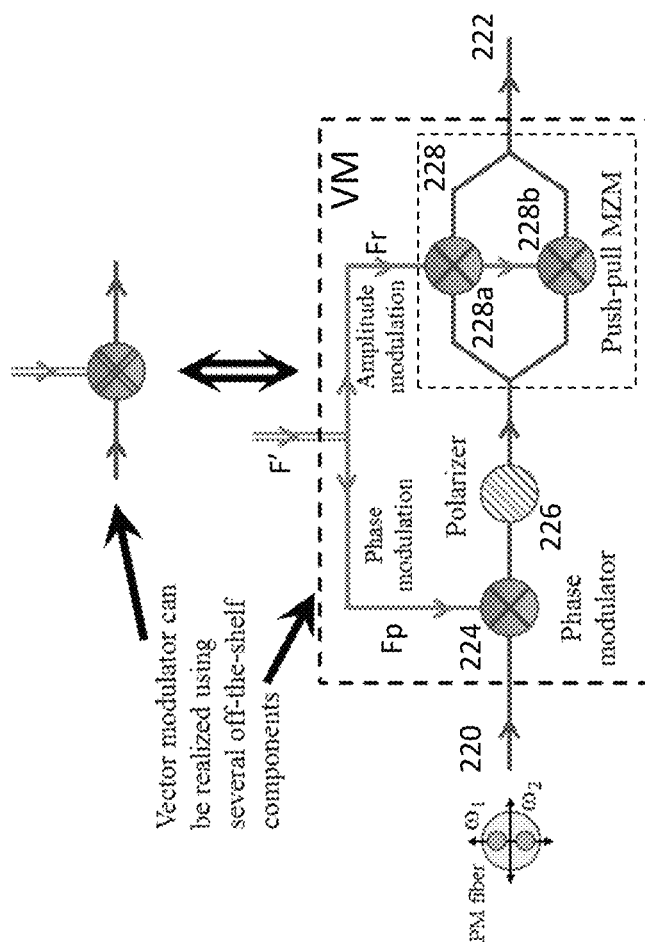 Vector modulator can
be realized using
several off-the-shelf
components
F'
VM
Phase
modulation
Amplitude
modulation
Fp
Fr
224
Phase
modulator
Polarizer
226
228
228a
228b
Push-pull MZM
220
222
PM fiber
ω1
ω2